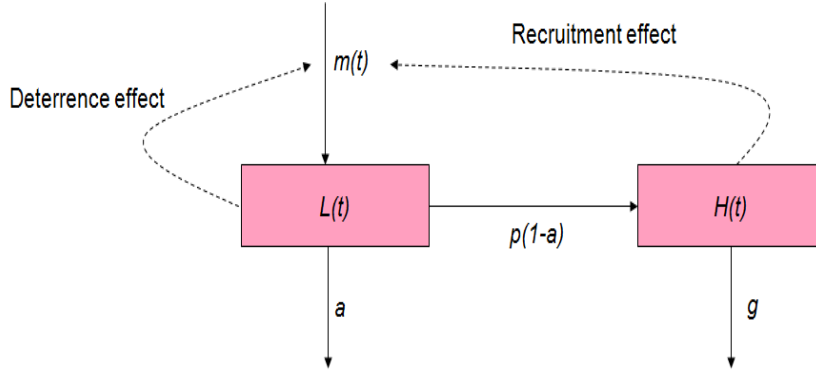 Recruitment effect
m(t)
Deterrence effect
L(t)
H(t)
p(1-a)
a
g